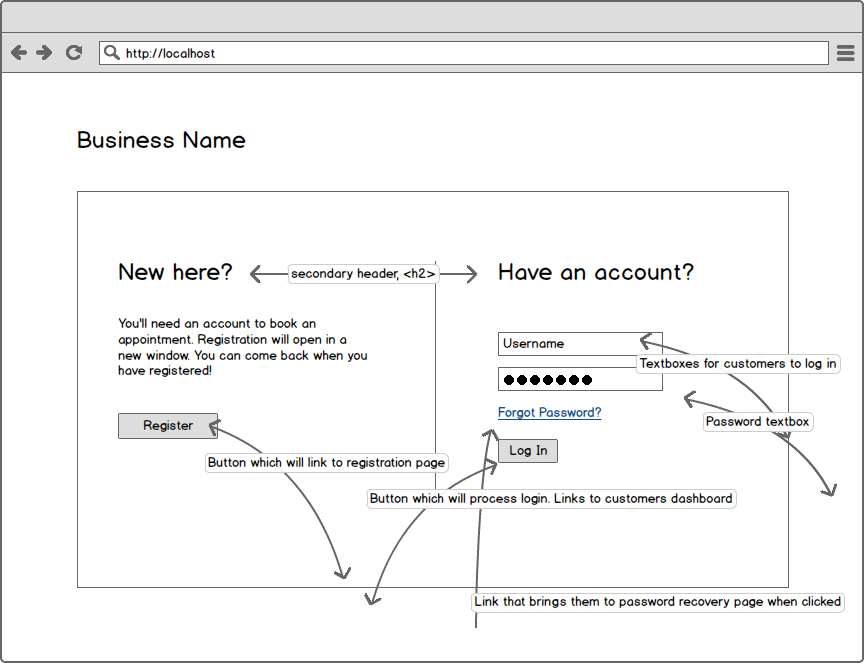 http://localhost
Business Name
New here?
secondary header, <h2>
Have an account?
You'll need an account to book an
appointment. Registration will open in a
new window. You can come back when you
have registered!
Username
Textboxes for customers to log in
Forgot Password?
Password textbox
Register
Log In
Button which will link to registration page
Button which will process login. Links to customers dashboard
Link that brings them to password recovery page when clicked